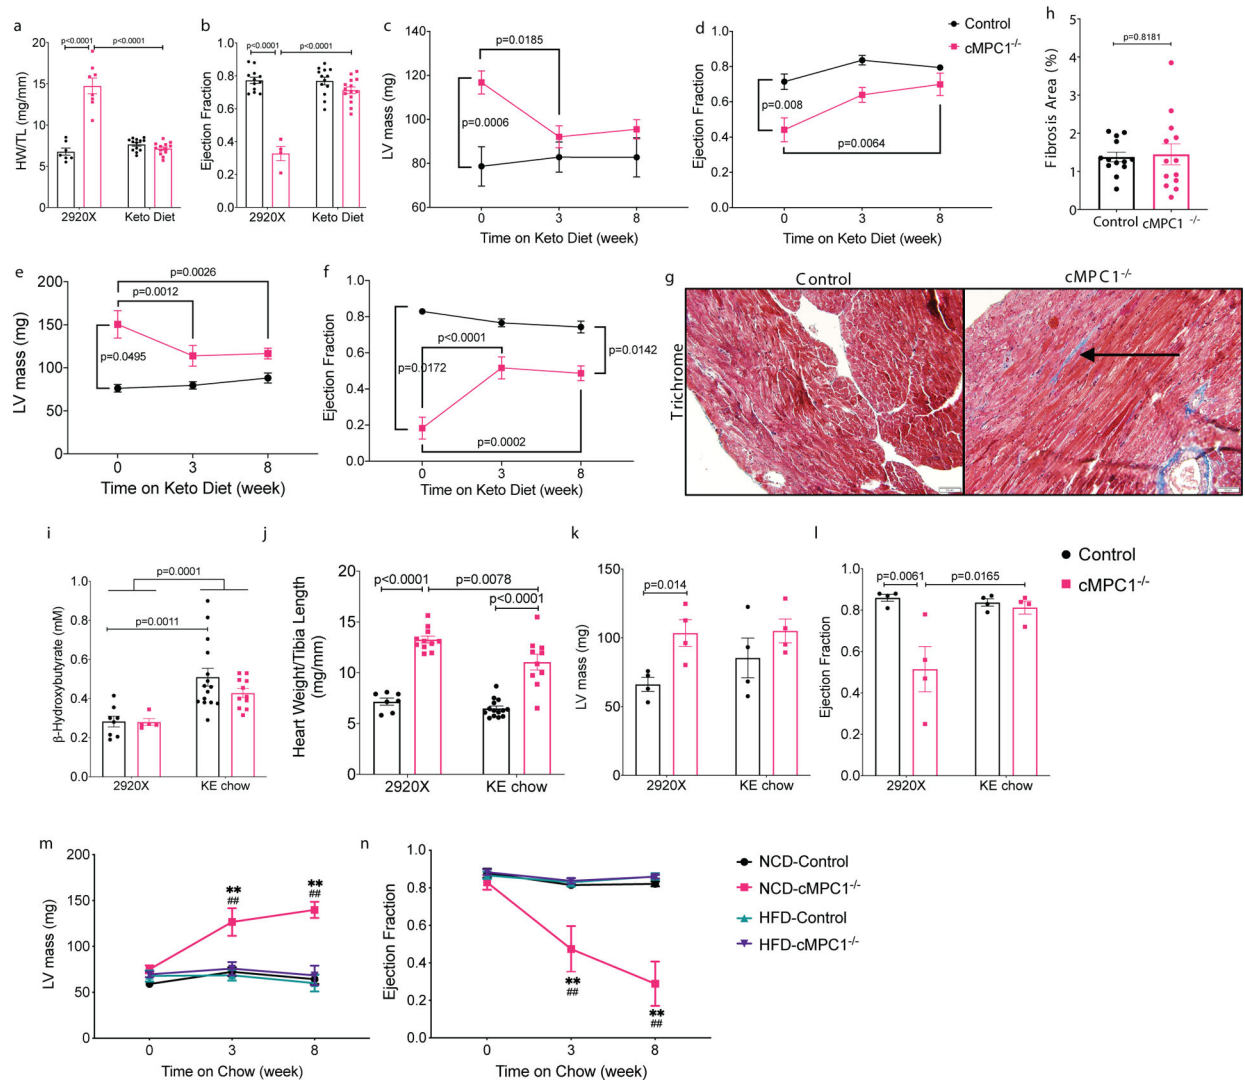 a
p<0.0001
p<0.0001
HW/TL (mg/mm)
20
15
10
5
0
2920X
Keto Diet
b
p<0.0001
p<0.0001
Ejection Fraction
1.0
0.8
0.6
0.4
0.2
0.0
2920X
Keto Diet
c
LV mass (mg)
140
120
100
80
60
p=0.0185
p=0.0006
0
3
8
Time on Keto Diet (week)
d
Ejection Fraction
1.0
0.8
0.6
0.4
0.2
0.0
p=0.008
p=0.0064
0
3
8
Time on Keto Diet (week)
Control
cMPC1-/-
h
Fibrosis Area (%)
5
4
3
2
1
0
p=0.8181
Control
cMPC1 -/-
e
LV mass (mg)
200
150
100
50
0
p=0.0026
p=0.0012
p=0.0495
0
3
8
Time on Keto Diet (week)
f
Ejection Fraction
1.0
0.8
0.6
0.4
0.2
0.0
p<0.0001
p=0.0172
p=0.0142
p=0.0002
0
3
8
Time on Keto Diet (week)
g
Control
cMPC1-/-
Trichrome
i
β-Hydroxybutyrate (mM)
1.0
0.8
0.6
0.4
0.2
0.0
p=0.0001
p=0.0011
2920X
KE chow
j
Heart Weight/Tibia Length
(mg/mm)
20
15
10
5
0
p<0.0001
p=0.0078
p<0.0001
2920X
KE chow
k
LV mass (mg)
150
100
50
0
p=0.014
2920X
KE chow
l
Ejection Fraction
1.0
0.8
0.6
0.4
0.2
0.0
p=0.0061
p=0.0165
2920X
KE chow
Control
cMPC1-/-
m
LV mass (mg)
200
150
100
50
0
**
##
**
##
0
3
8
Time on Chow (week)
n
Ejection Fraction
1.0
0.8
0.6
0.4
0.2
0.0
**
##
**
##
0
3
8
Time on Chow (week)
NCD-Control
NCD-cMPC1-/-
HFD-Control
HFD-cMPC1-/-